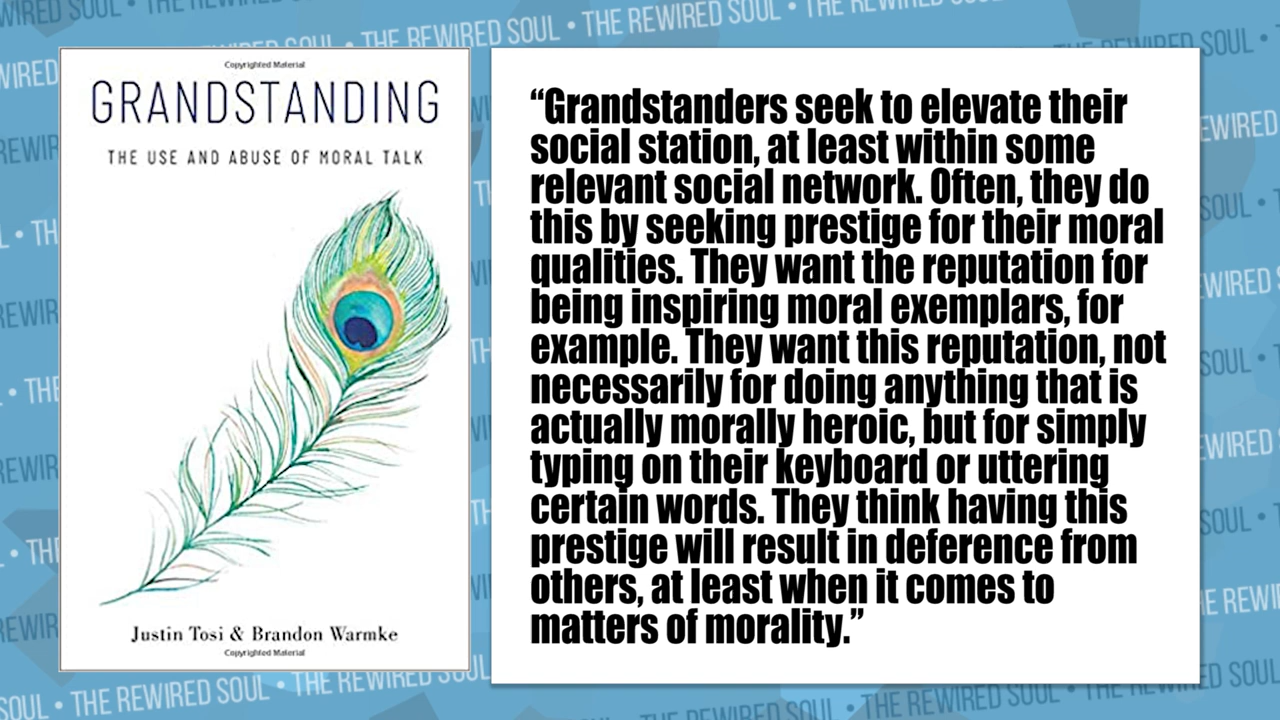 WIRED SOUL • THE REWIRED SOUL • THE REWIRED SOUL • THE REWIRED SOUL
Copyrighted Material
GRANDSTANDING
THE USE AND ABUSE OF MORAL TALK
Justin Tosi & Brandon Warmke
Copyrighted Material
“Grandstanders seek to elevate their
social station, at least within some
relevant social network. Often, they do
this by seeking prestige for their moral
qualities. They want the reputation for
being inspiring moral exemplars, for
example. They want this reputation, not
necessarily for doing anything that is
actually morally heroic, but for simply
typing on their keyboard or uttering
certain words. They think having this
prestige will result in deference from
others, at least when it comes to
matters of morality.”
SOUL • THE REWIRED SOUL • THE REWIRED SOUL • THE REWIRED SOUL • THE REWIRED SOUL